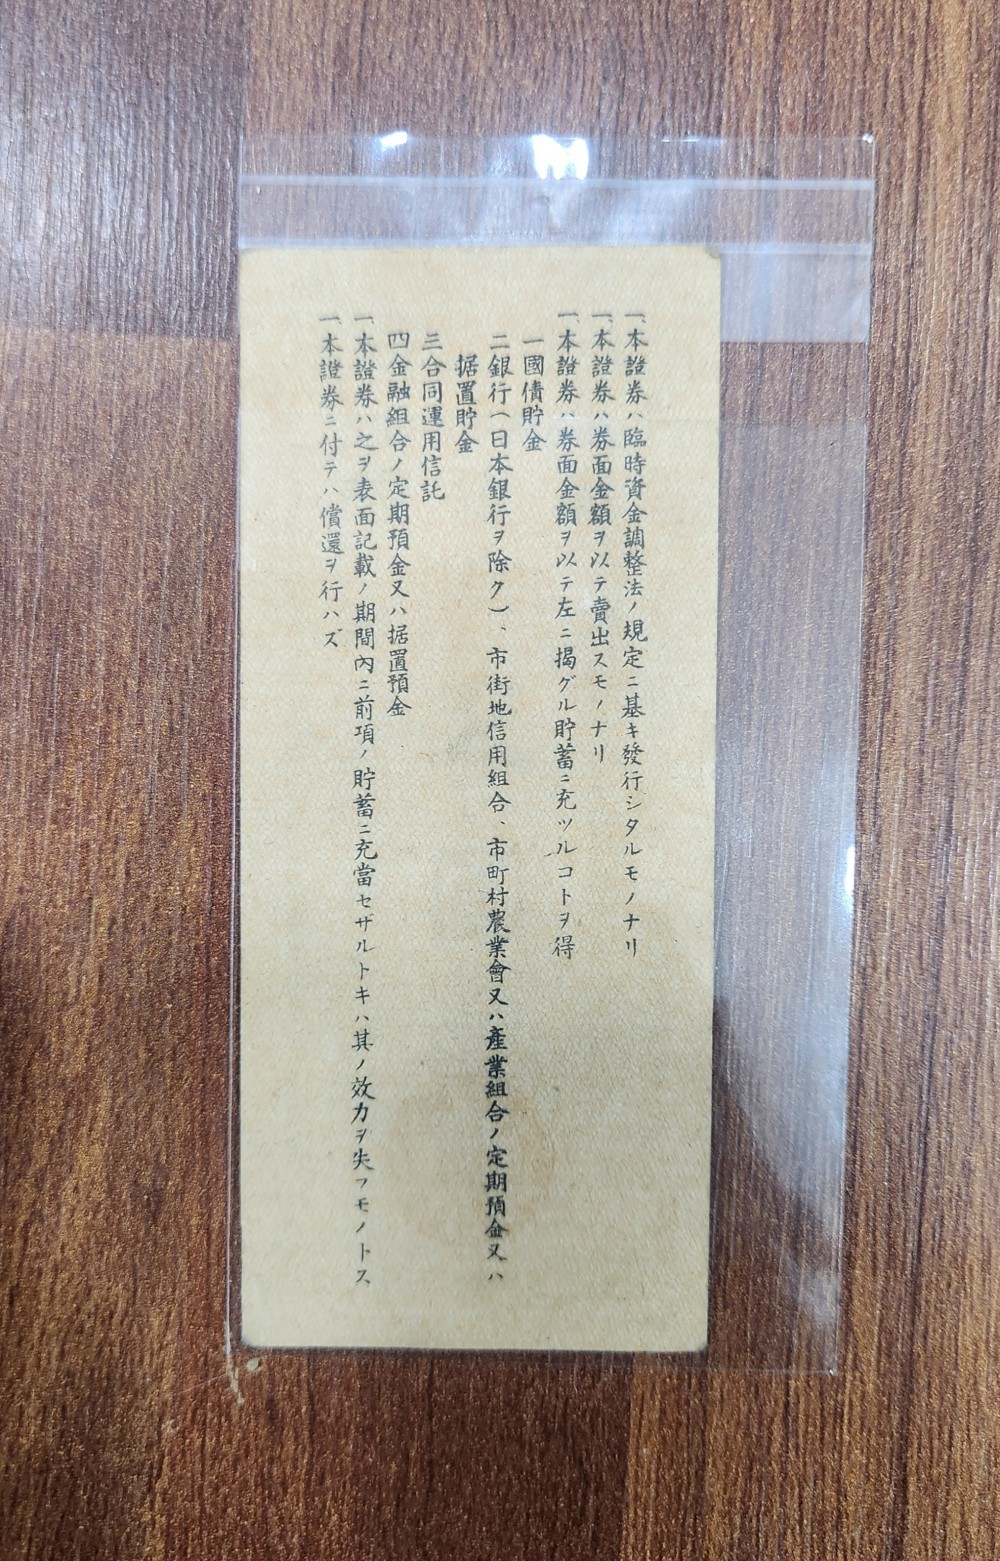 一、本證券ハ臨時資金調整法ノ規定ニ基キ發行シタルモノナリ
一、本證券ハ券面金額ヲ以テ賣出スモノナリ
一、本證券ハ券面金額ヲ以テ左ニ揭グル貯蓄ニ充ツルコトヲ得
一國債貯金
二銀行(日本銀行ヲ除ク)、市街地信用組合、市町村農業會又ハ產業組合ノ定期預金又ハ
据置貯金
三合同運用信託
四金融組合ノ定期預金又ハ据置預金
一、本證券ハ之ヲ表面記載ノ期間內ニ前項ノ貯蓄ニ充當セザルトキハ其ノ效力ヲ失フモノトス
一、本證券ニ付テハ償還ヲ行ハズ